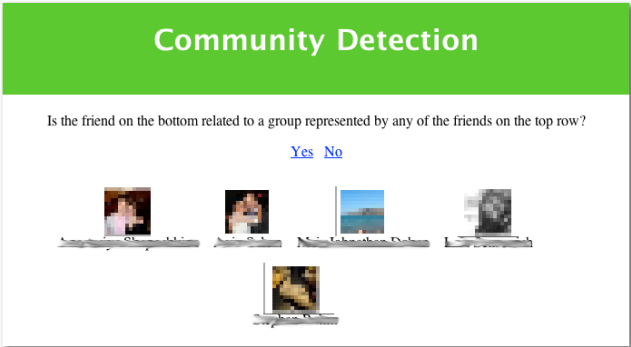 Community Detection
Is the friend on the bottom related to a group represented by any of the friends on the top row?
Yes No